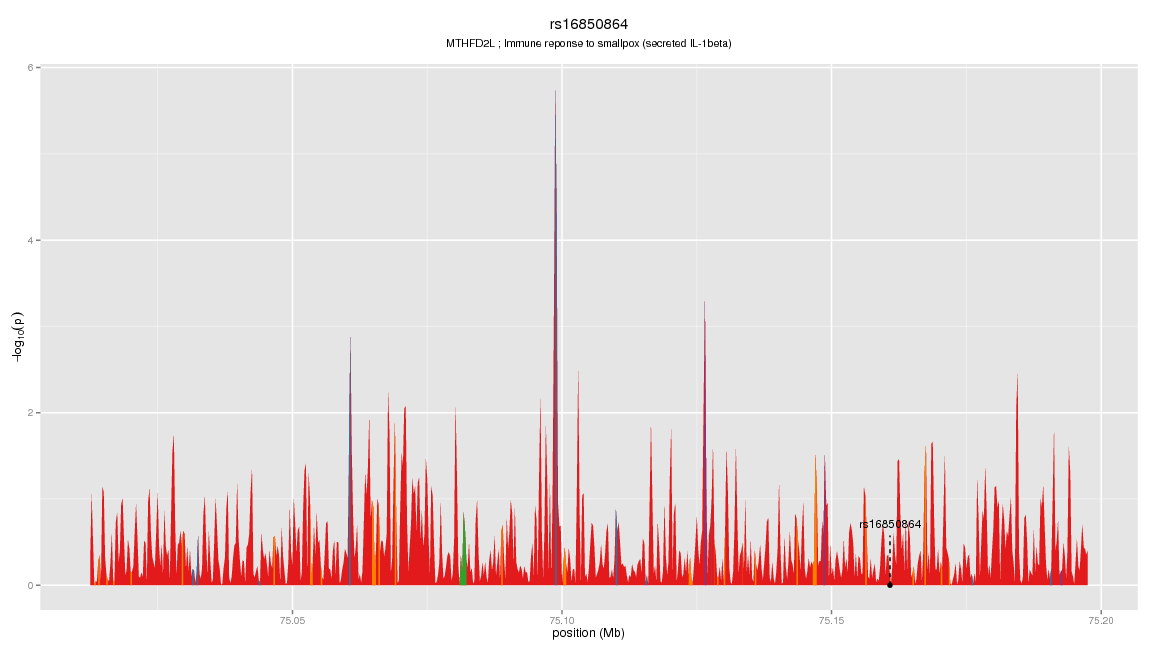 rs16850864
MTHFD2L ; Immune reponse to smallpox (secreted IL-1beta)
6
4
2
0
-log10(p)
rs16850864
75.05 75.10 75.15 75.20
position (Mb)